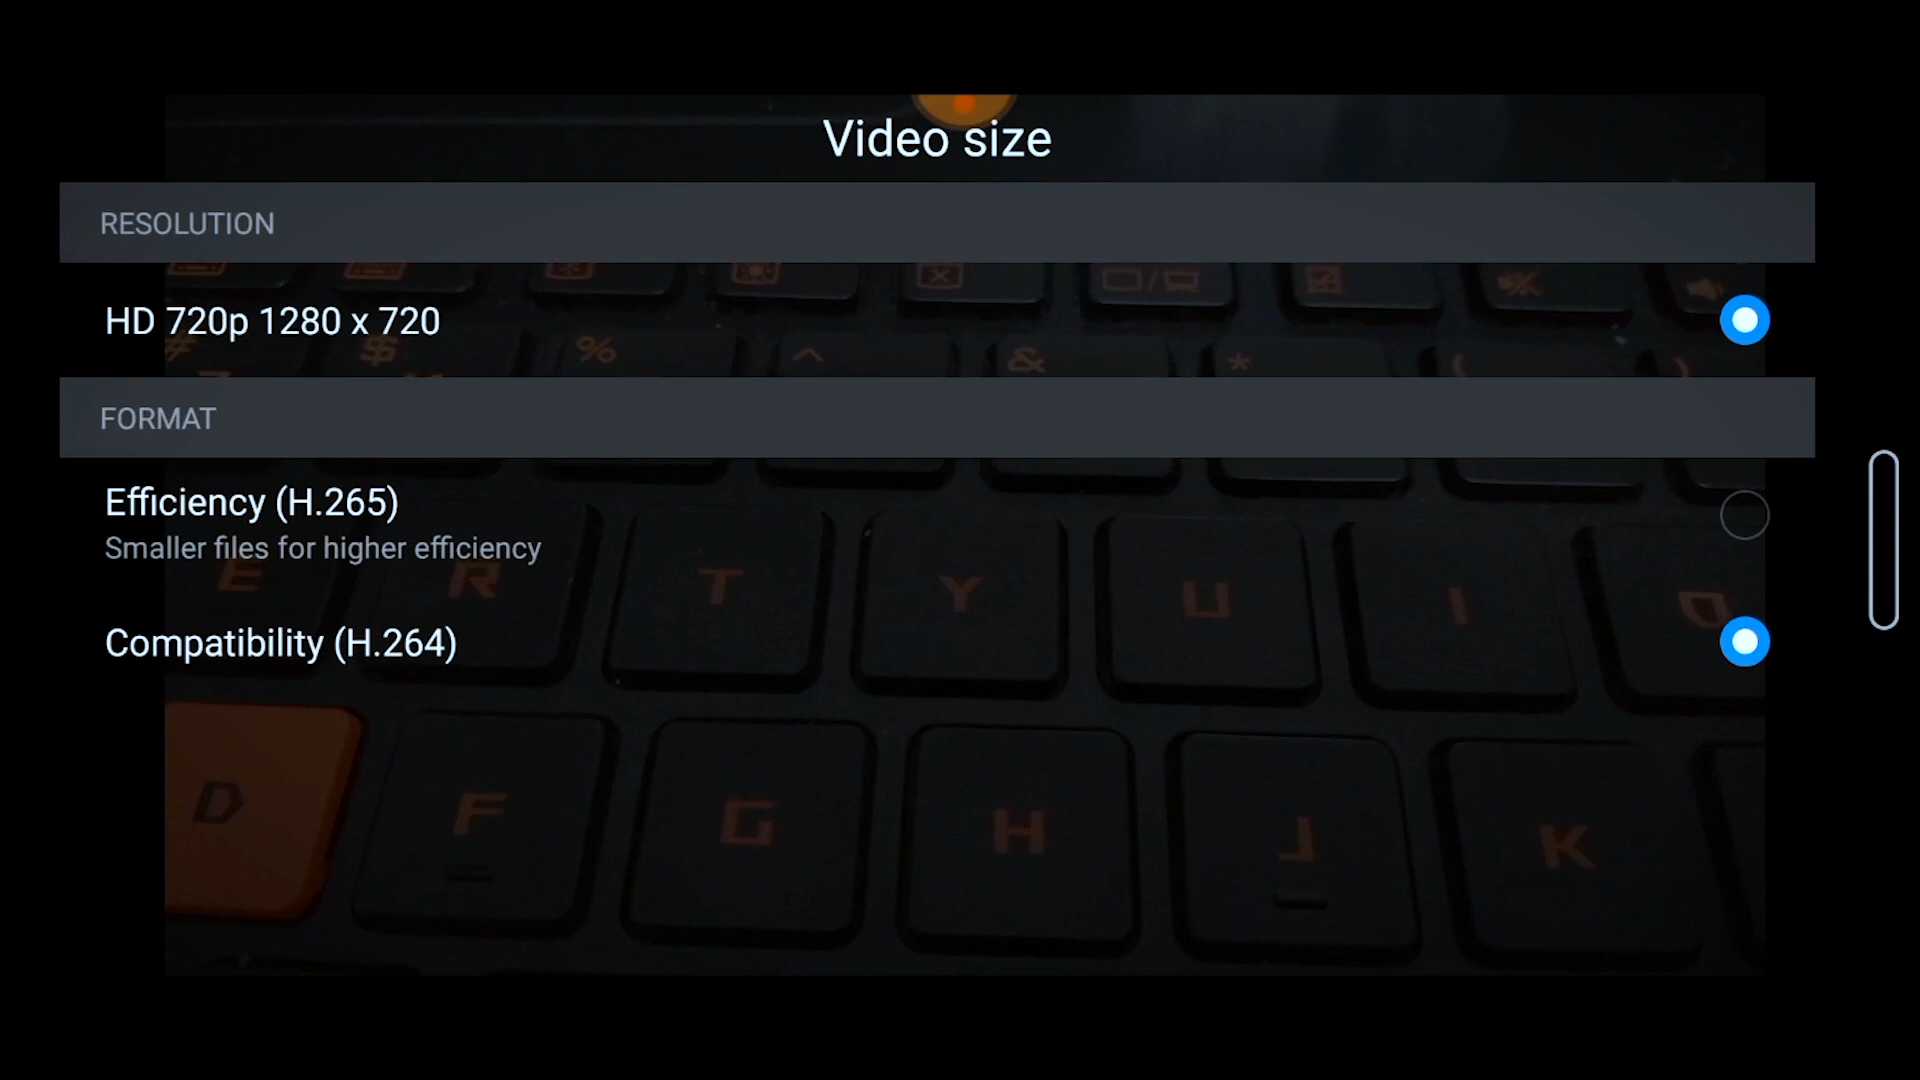 Video size
RESOLUTION
HD 720p 1280 x 720
# $ % ^ & * ( )
FORMAT
Efficiency (H.265)
Smaller files for higher efficiency
E R T Y U I O
Compatibility (H.264)
D F G H J K